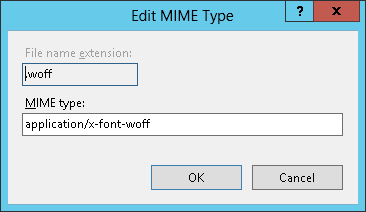 Edit MIME Type
? x
File name extension:
.woff
MIME type:
application/x-font-woff
OK Cancel